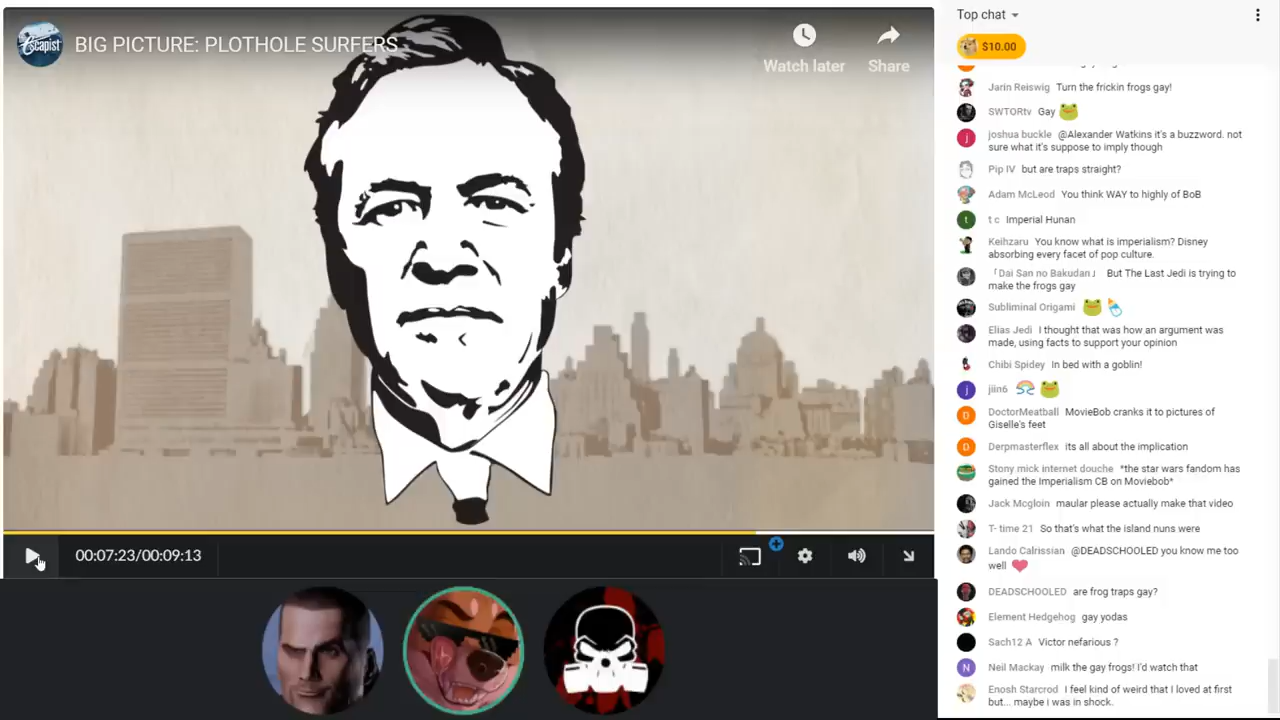 Escapist
BIG PICTURE: PLOTHOLE SURFERS
Watch later
Share
00:07:23/00:09:13
Top chat
$10.00
Jarin Reiswig Turn the frickin frogs gay!
SWTORtv Gay
joshua buckle @Alexander Watkins it's a buzzword. not
sure what it's suppose to imply though
Pip IV but are traps straight?
Adam McLeod You think WAY to highly of BoB
t c Imperial Hunan
Keihzaru You know what is imperialism? Disney
absorbing every facet of pop culture.
「Dai San no Bakudan」 But The Last Jedi is trying to
make the frogs gay
Subliminal Origami
Elias Jedi I thought that was how an argument was
made, using facts to support your opinion
Chibi Spidey In bed with a goblin!
jiin6
DoctorMeatball MovieBob cranks it to pictures of
Giselle's feet
Derpmasterflex its all about the implication
Stony mick internet douche *the star wars fandom has
gained the Imperialism CB on Moviebob*
Jack Mcgloin maular please actually make that video
T- time 21 So that's what the island nuns were
Lando Calrissian @DEADSCHOOLED you know me too
well
DEADSCHOOLED are frog traps gay?
Element Hedgehog gay yodas
Sach12 A Victor nefarious ?
N
Neil Mackay milk the gay frogs! I'd watch that
Enosh Starcrod I feel kind of weird that I loved at first
but... maybe i was in shock.